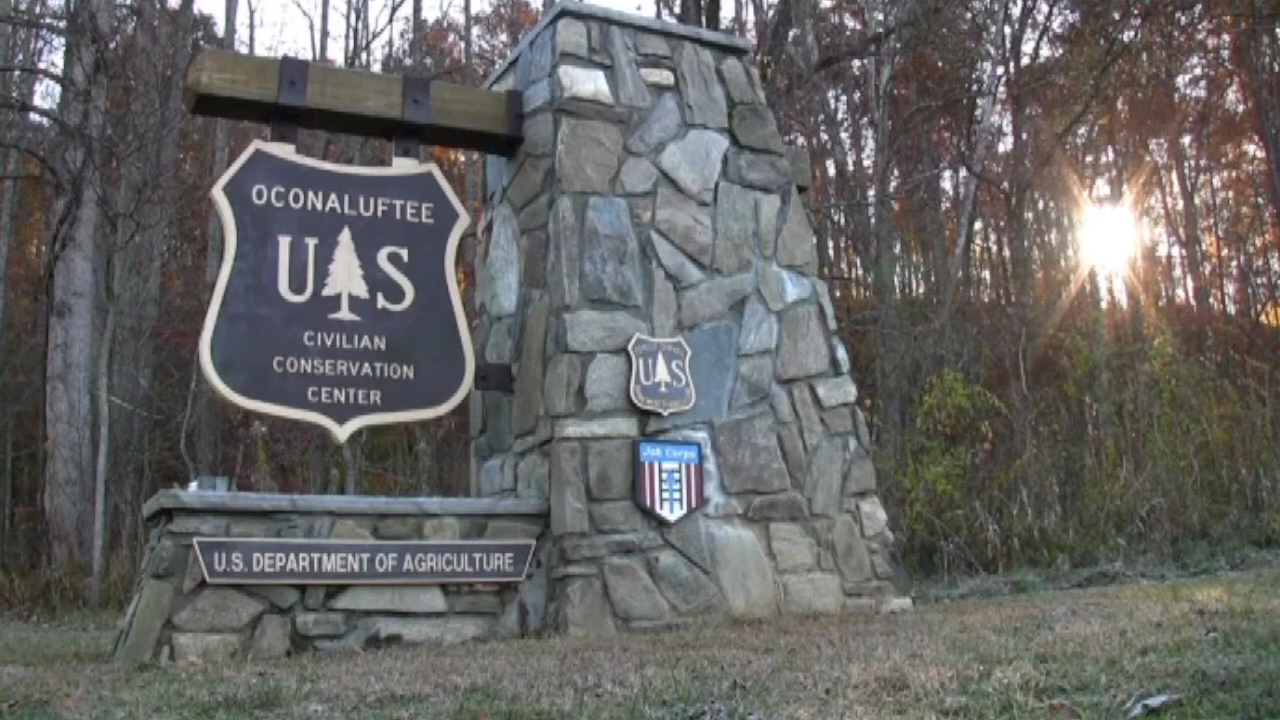 OCONALUFTEE
U S
CIVILIAN
CONSERVATION
CENTER
U S
Job Corps
U.S. DEPARTMENT OF AGRICULTURE